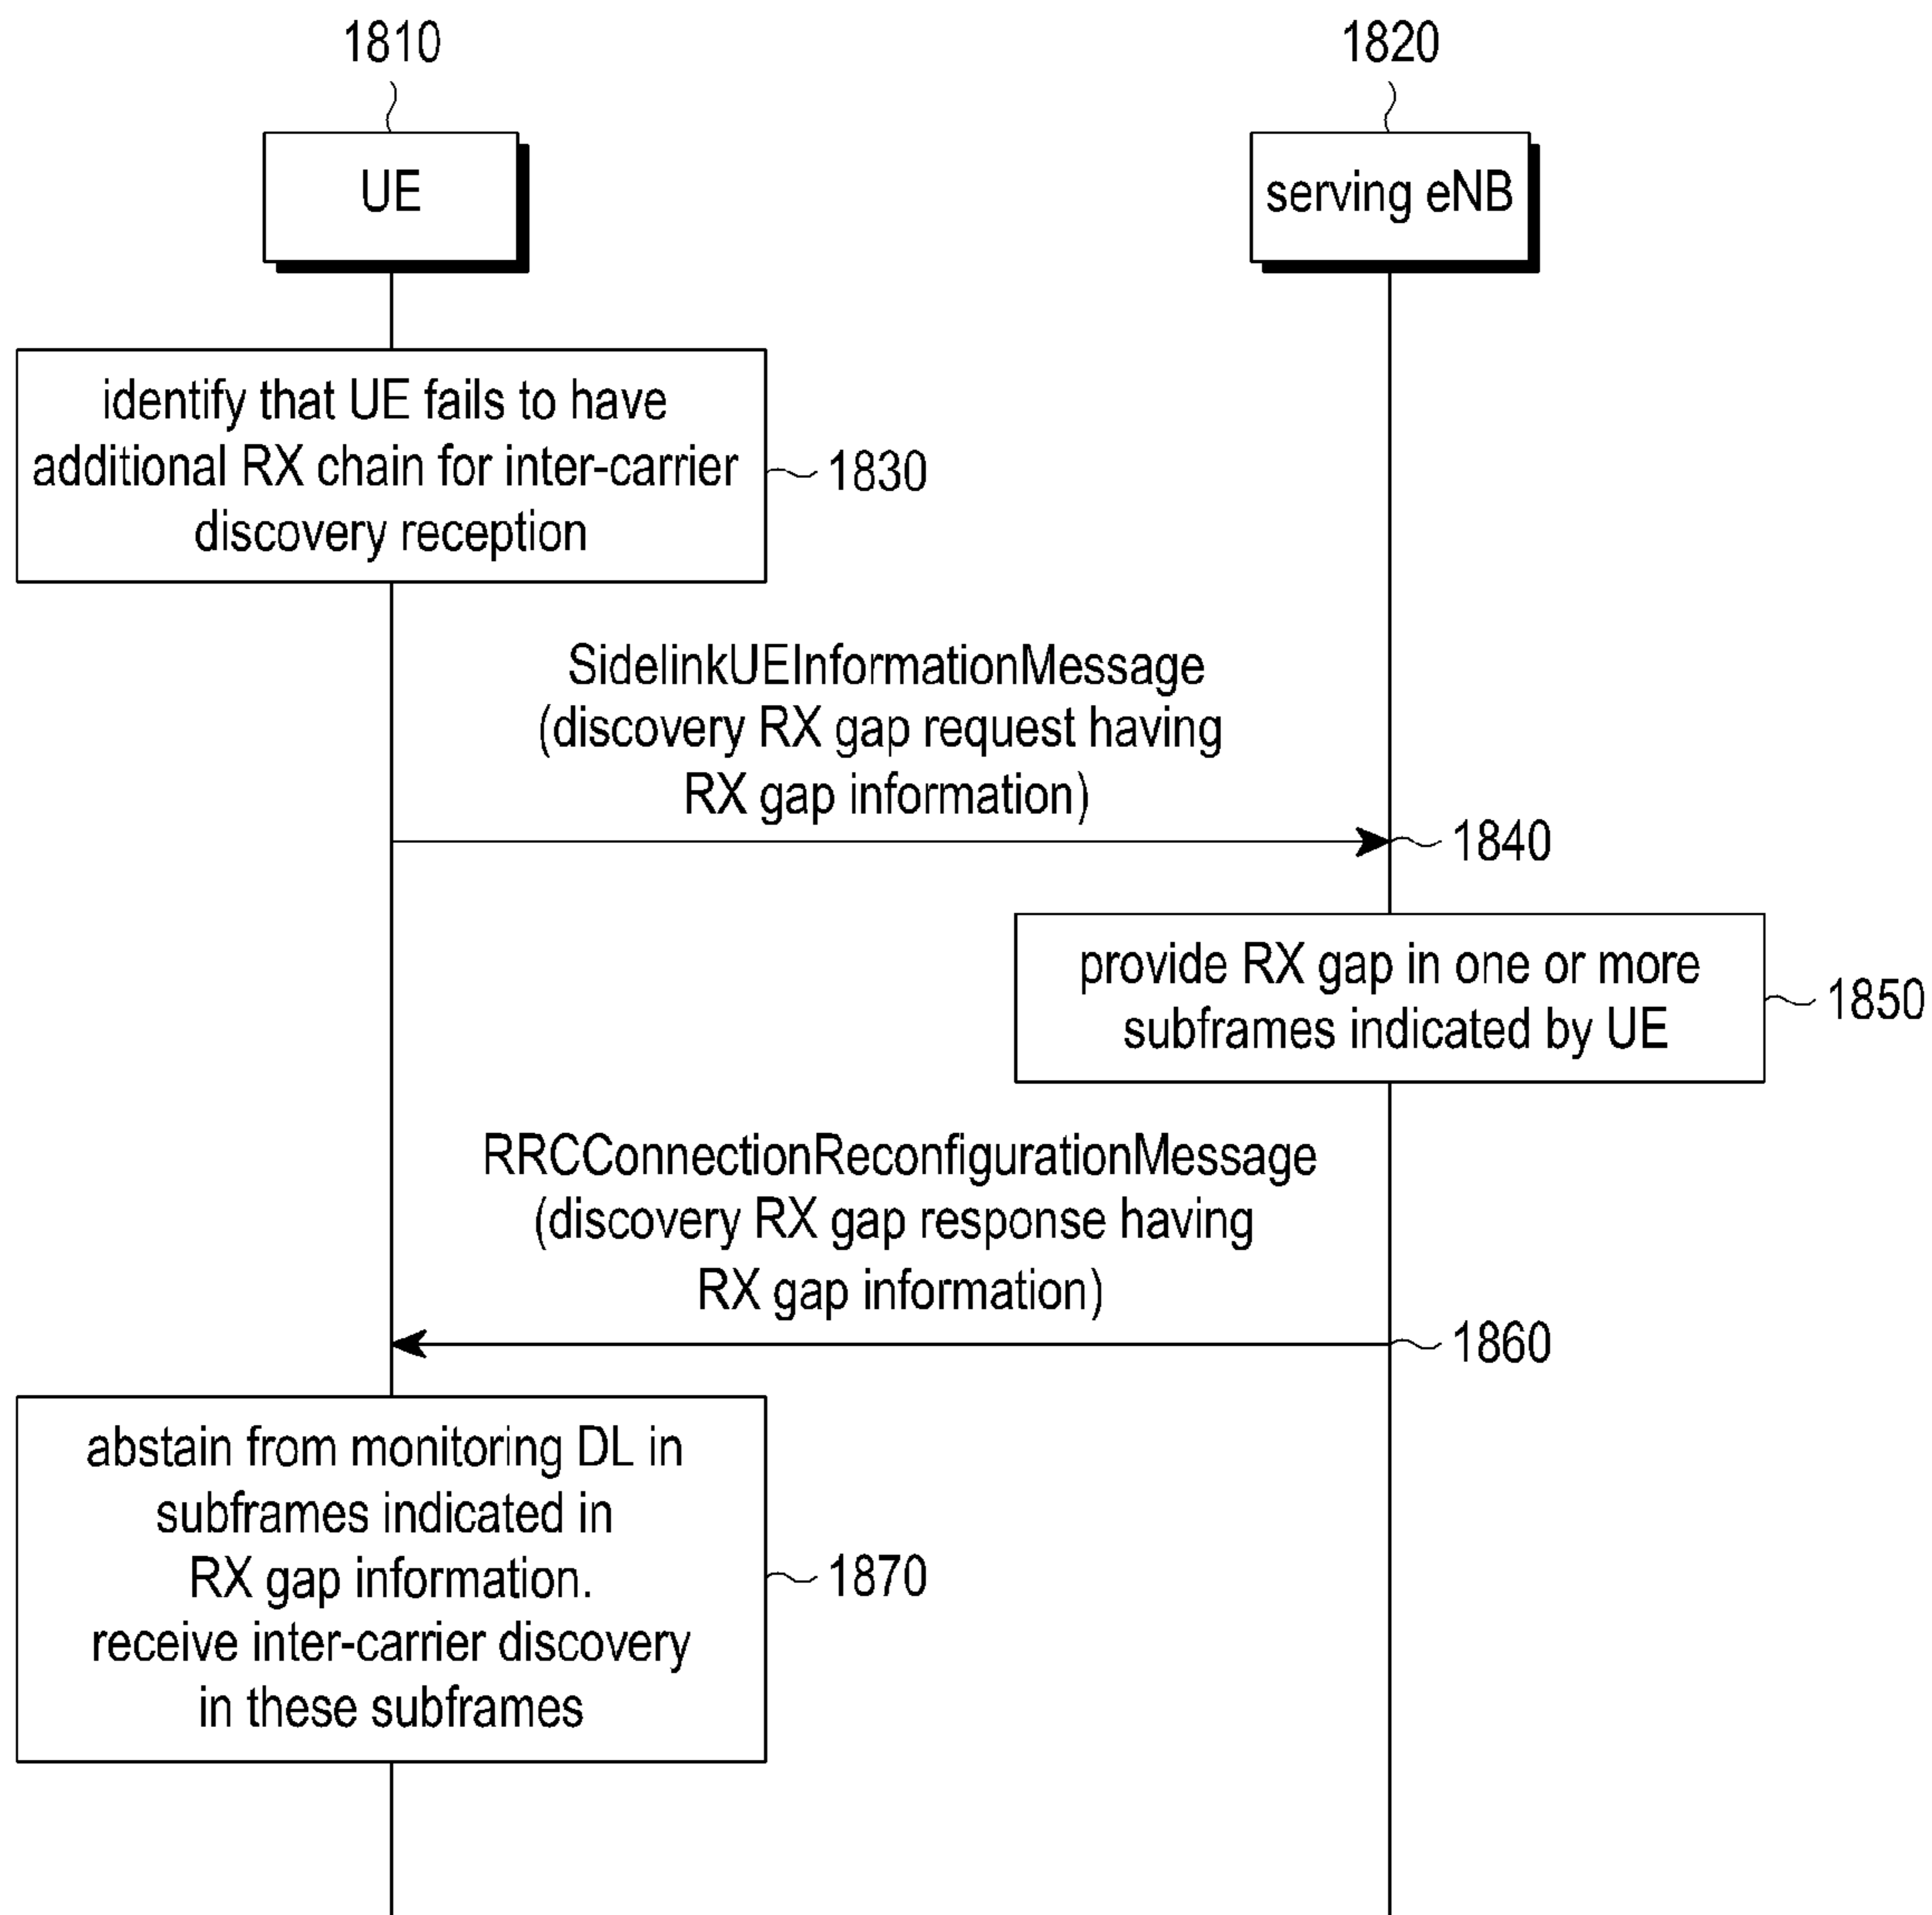 1810
1820
UE
serving eNB
identify that UE fails to have
additional RX chain for inter-carrier
discovery reception
1830
SidelinkUEInformationMessage
(discovery RX gap request having
RX gap information)
1840
provide RX gap in one or more
subframes indicated by UE
1850
RRCConnectionReconfigurationMessage
(discovery RX gap response having
RX gap information)
1860
abstain from monitoring DL in
subframes indicated in
RX gap information.
receive inter-carrier discovery
in these subframes
1870